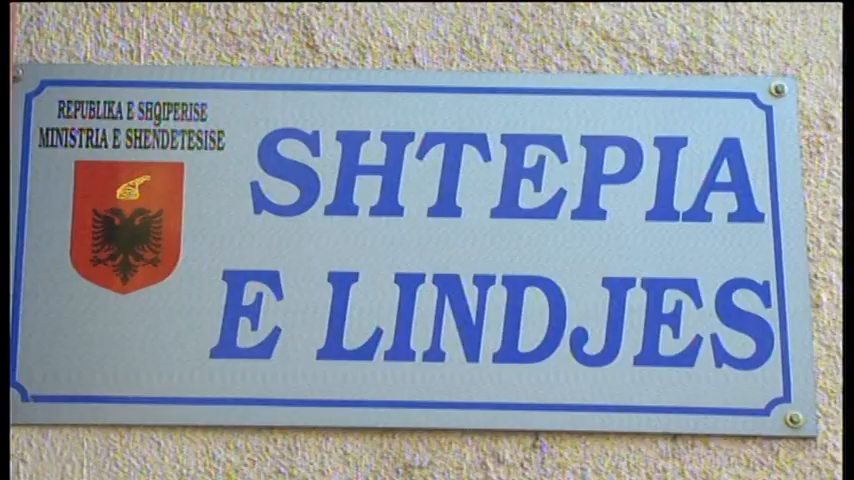 REPUBLIKA E SHQIPERISE
MINISTRIA E SHENDETESISE
SHTEPIA
E LINDJES